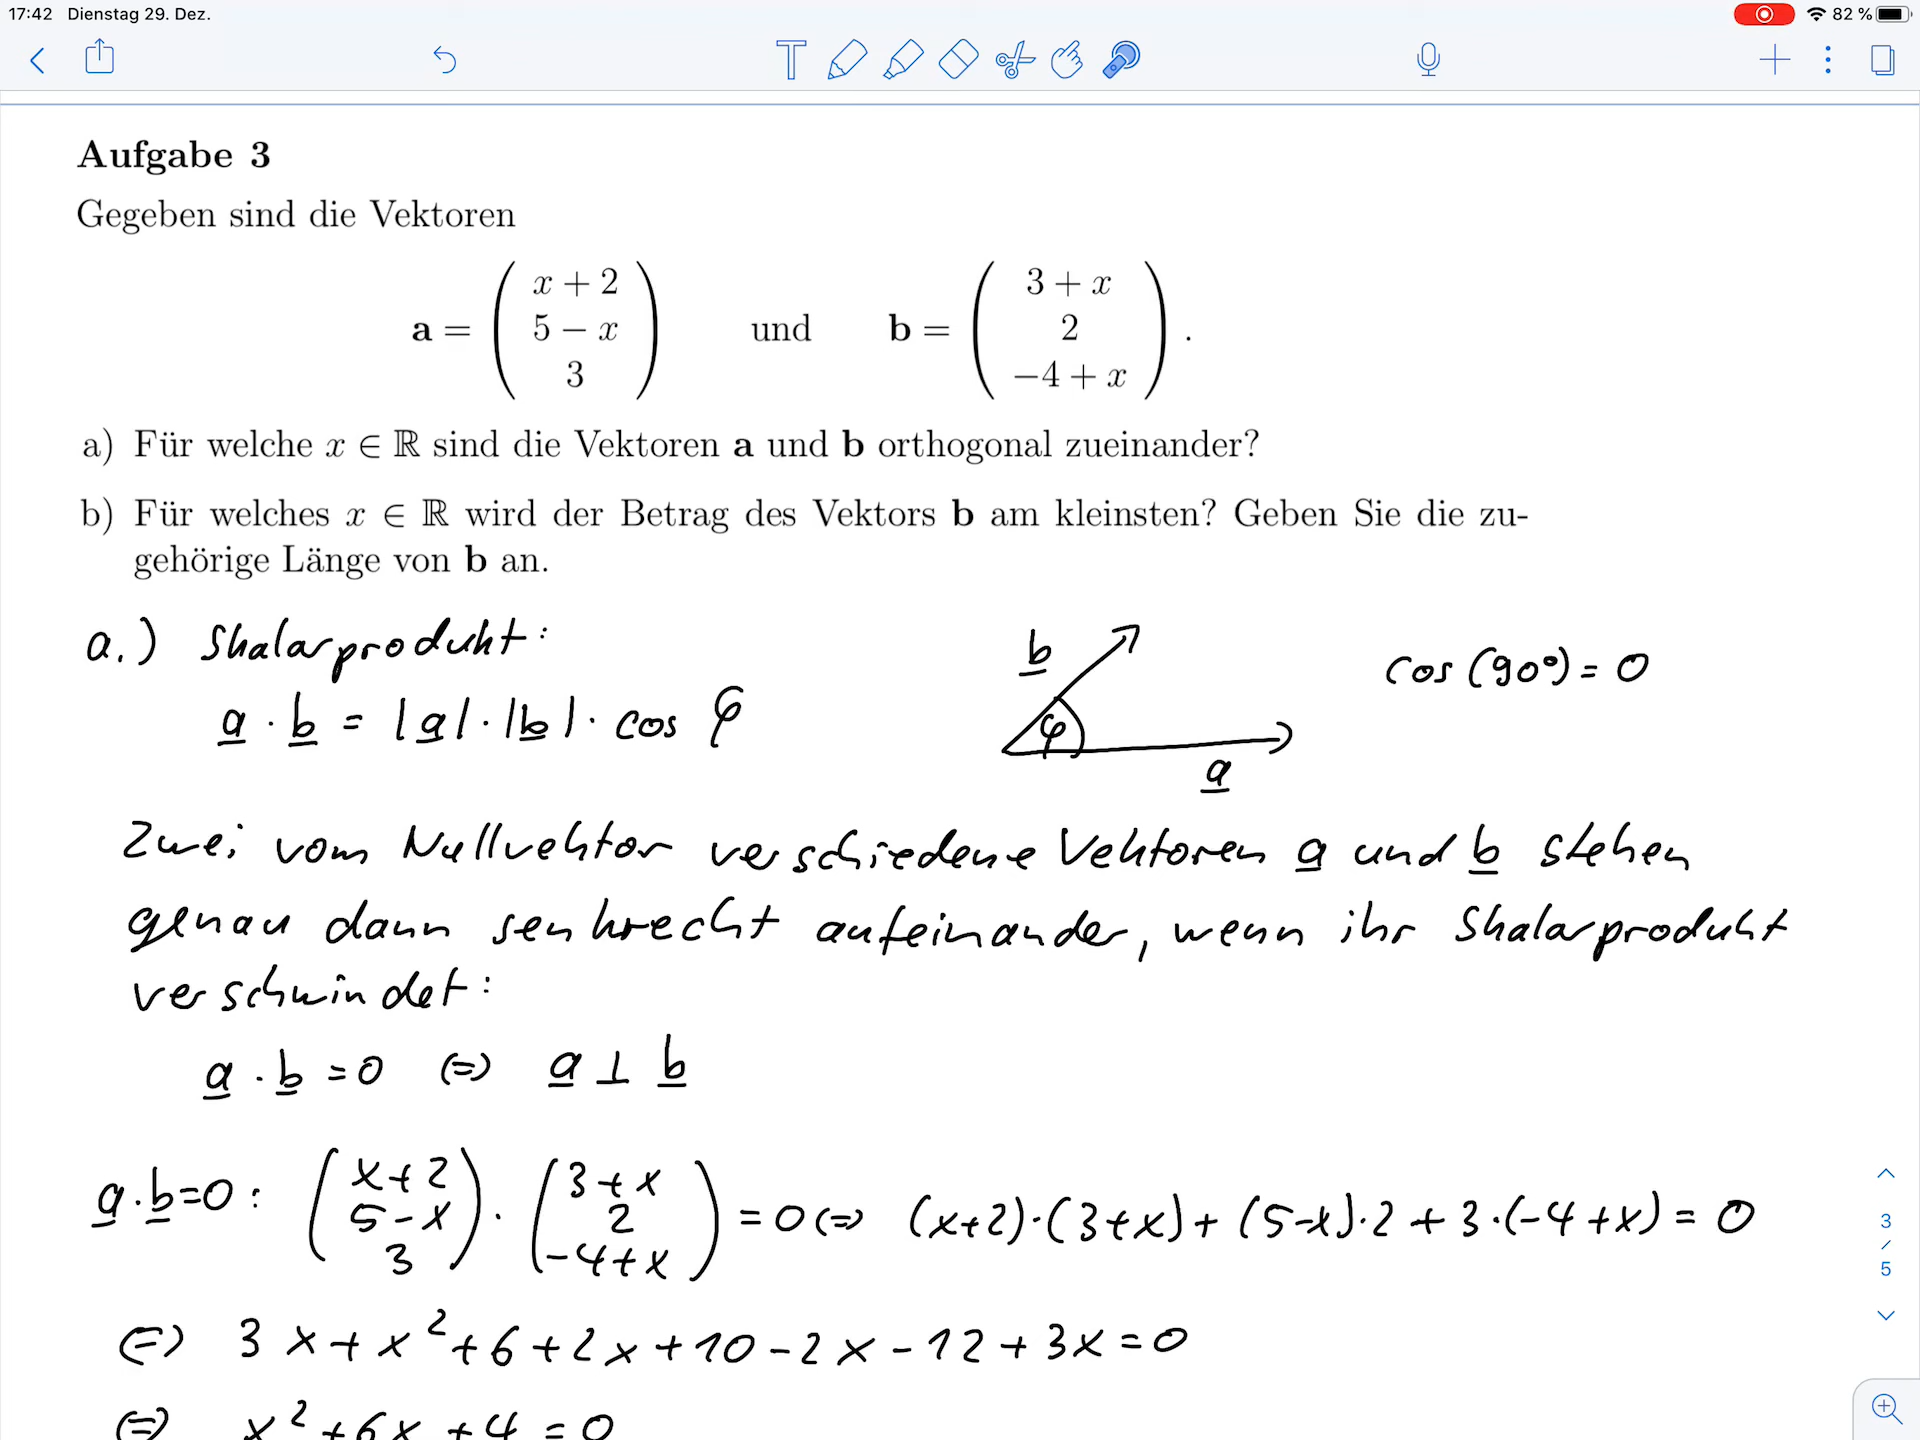 17:42 Dienstag 29. Dez.
82 %
Aufgabe 3
Gegeben sind die Vektoren
a = ( x + 2 5 − x 3 ) und b = ( 3 + x 2 −4 + x ) .
a) Für welche x ∈ ℝ sind die Vektoren a und b orthogonal zueinander?
b) Für welches x ∈ ℝ wird der Betrag des Vektors b am kleinsten? Geben Sie die zu-
gehörige Länge von b an.
a.) Skalarprodukt:
a · b = |a| · |b| · cos φ
b
φ
a
cos (90°) = 0
Zwei vom Nullvektor verschiedene Vektoren a und b stehen
genau dann senkrecht aufeinander, wenn ihr Skalarprodukt
verschwindet:
a · b = 0 (=) a ⊥ b
a·b=0: ( x+2 5-x 3 ) · ( 3+x 2 -4+x ) = 0 (=) (x+2)·(3+x) + (5-x)·2 + 3·(-4+x) = 0
(=) 3x + x² + 6 + 2x + 10 - 2x - 12 + 3x = 0
(=) x² + 6x + 4 = 0
3
/
5